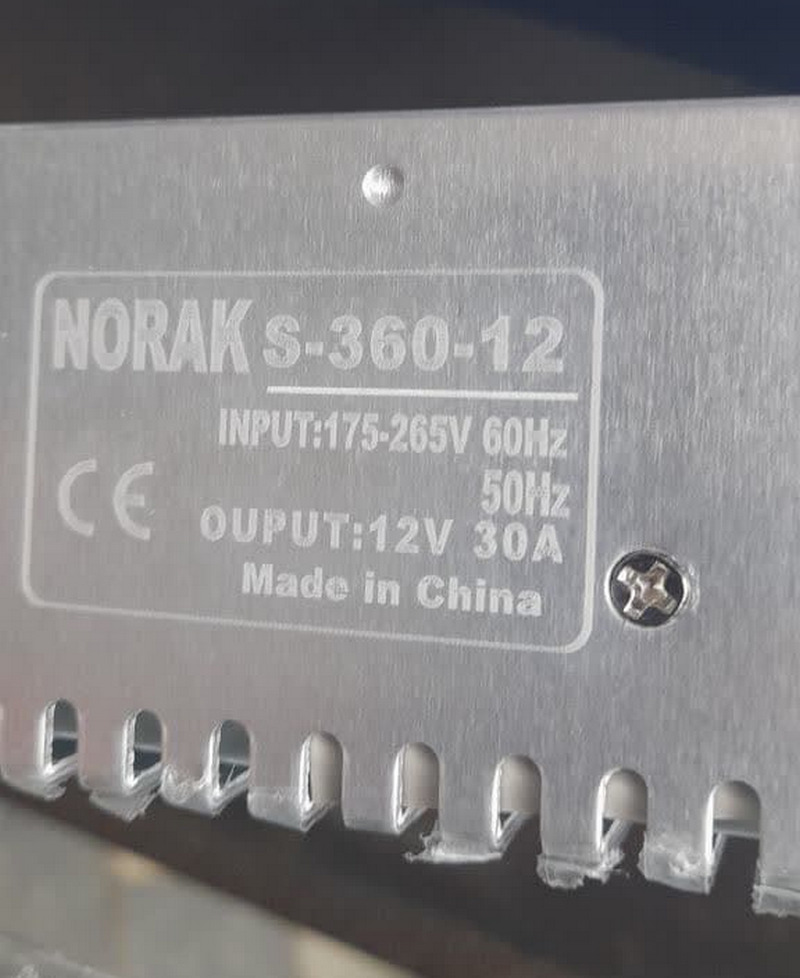 NORAK S-360-12
INPUT:175-265V 60Hz
50Hz
CE
OUPUT:12V 30A
Made in China